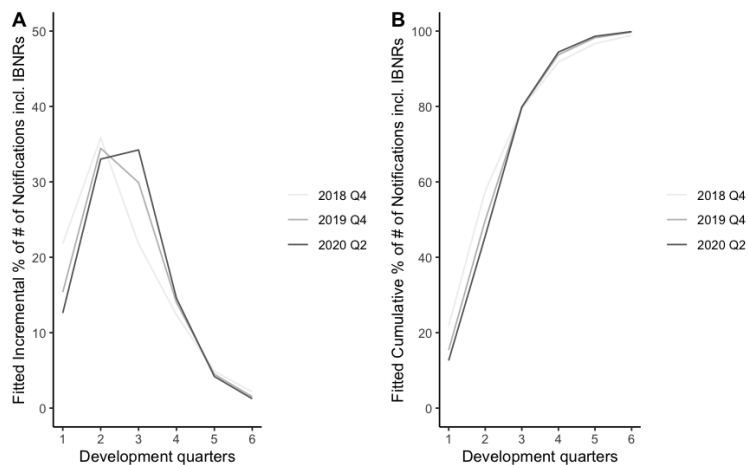 A
Fitted Incremental % of # of Notifications incl. IBNRs
50
40
30
20
10
0
1 2 3 4 5 6
Development quarters
2018 Q4
2019 Q4
2020 Q2
B
Fitted Cumulative % of # of Notifications incl. IBNRs
100
80
60
40
20
0
1 2 3 4 5 6
Development quarters
2018 Q4
2019 Q4
2020 Q2